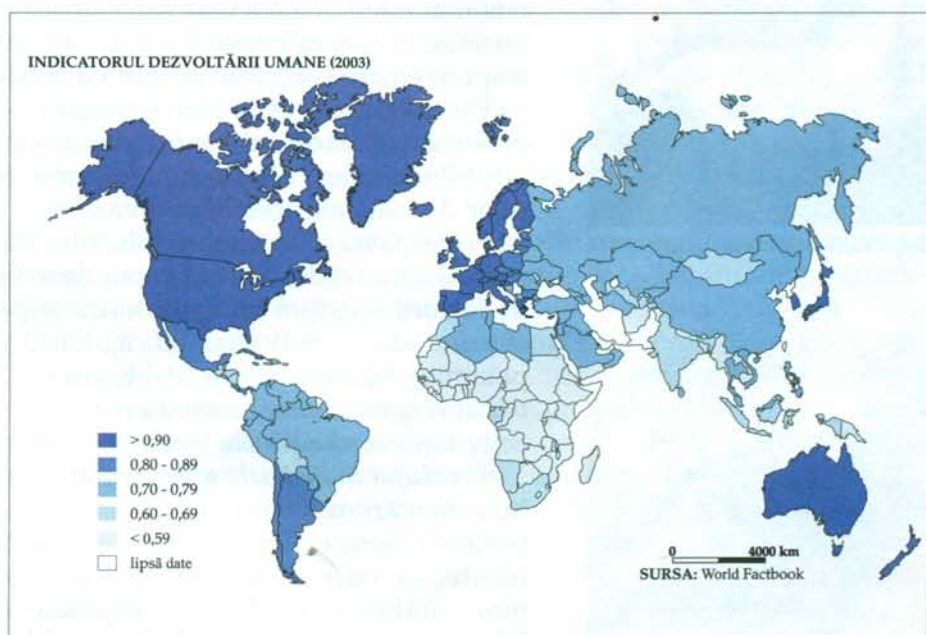 INDICATORUL DEZVOLTĂRII UMANE (2003)
> 0,90
0,80 - 0,89
0,70 - 0,79
0,60 - 0,69
< 0,59
lipsă date
0 4000 km
SURSA: World Factbook